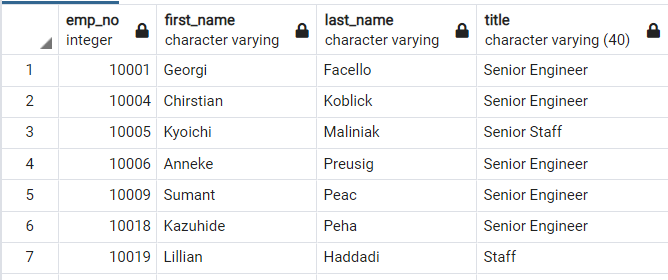 emp_no first_name last_name title
integer character varying character varying character varying (40)
1 10001 Georgi Facello Senior Engineer
2 10004 Chirstian Koblick Senior Engineer
3 10005 Kyoichi Maliniak Senior Staff
4 10006 Anneke Preusig Senior Engineer
5 10009 Sumant Peac Senior Engineer
6 10018 Kazuhide Peha Senior Engineer
7 10019 Lillian Haddadi Staff